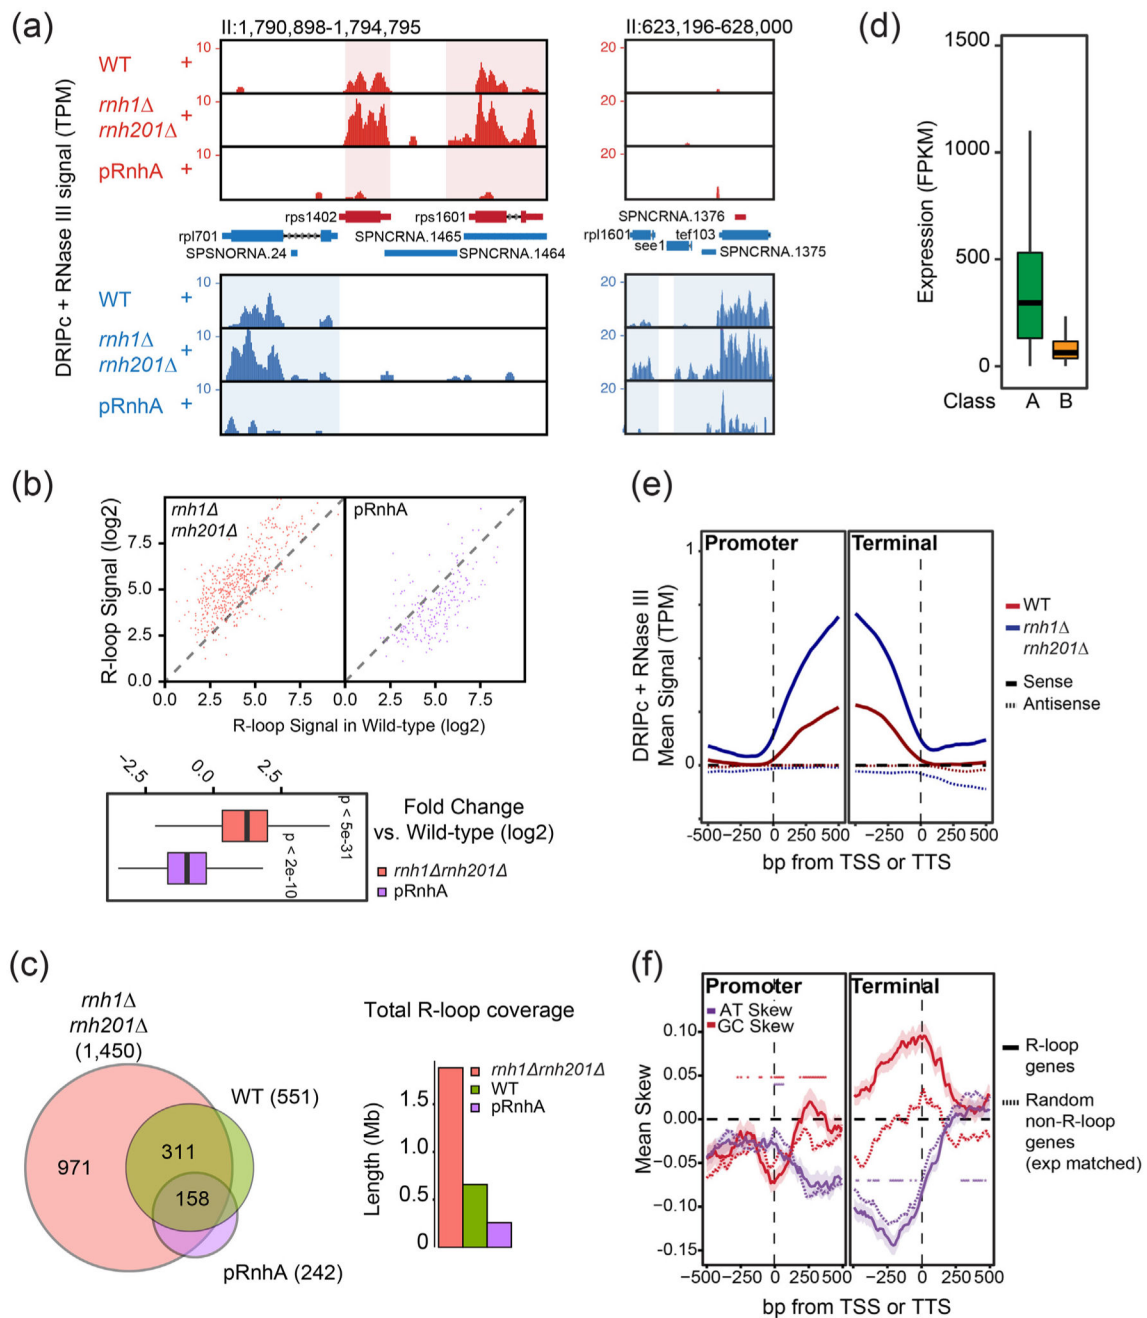 (a)
II:1,790,898-1,794,795
II:623,196-628,000
DRIPc + RNase III signal (TPM)
WT +
rnh1Δ
rnh201Δ +
pRnhA +
10
10
10
20
20
20
rps1402
rps1601
rpl701
SPNCRNA.1465
SPSNORNA.24
SPNCRNA.1464
SPNCRNA.1376
rpl1601
tef103
see1
SPNCRNA.1375
WT +
rnh1Δ
rnh201Δ +
pRnhA +
10
10
10
20
20
20
(d)
Expression (FPKM)
1500
1000
500
0
Class A B
(b)
R-loop Signal (log2)
rnh1Δ
rnh201Δ
pRnhA
7.5
5.0
2.5
0.0
0.0 2.5 5.0 7.5 0.0 2.5 5.0 7.5
R-loop Signal in Wild-type (log2)
-2.5 0.0 2.5
p < 5e-31
p < 2e-10
Fold Change
vs. Wild-type (log2)
rnh1Δrnh201Δ
pRnhA
(e)
DRIPc + RNase III
Mean Signal (TPM)
Promoter
Terminal
1
0
-500 -250 0 250 500 -500 -250 0 250 500
bp from TSS or TTS
WT
rnh1Δ
rnh201Δ
Sense
Antisense
(c)
rnh1Δ
rnh201Δ
(1,450)
WT (551)
971
311
158
pRnhA (242)
Total R-loop coverage
Length (Mb)
1.5
1.0
0.5
0
rnh1Δrnh201Δ
WT
pRnhA
(f)
Mean Skew
Promoter
Terminal
AT Skew
GC Skew
0.10
0.05
0.00
-0.05
-0.10
-0.15
−500 −250 0 250 500 −500 −250 0 250 500
bp from TSS or TTS
R-loop
genes
Random
non-R-loop
genes
(exp matched)